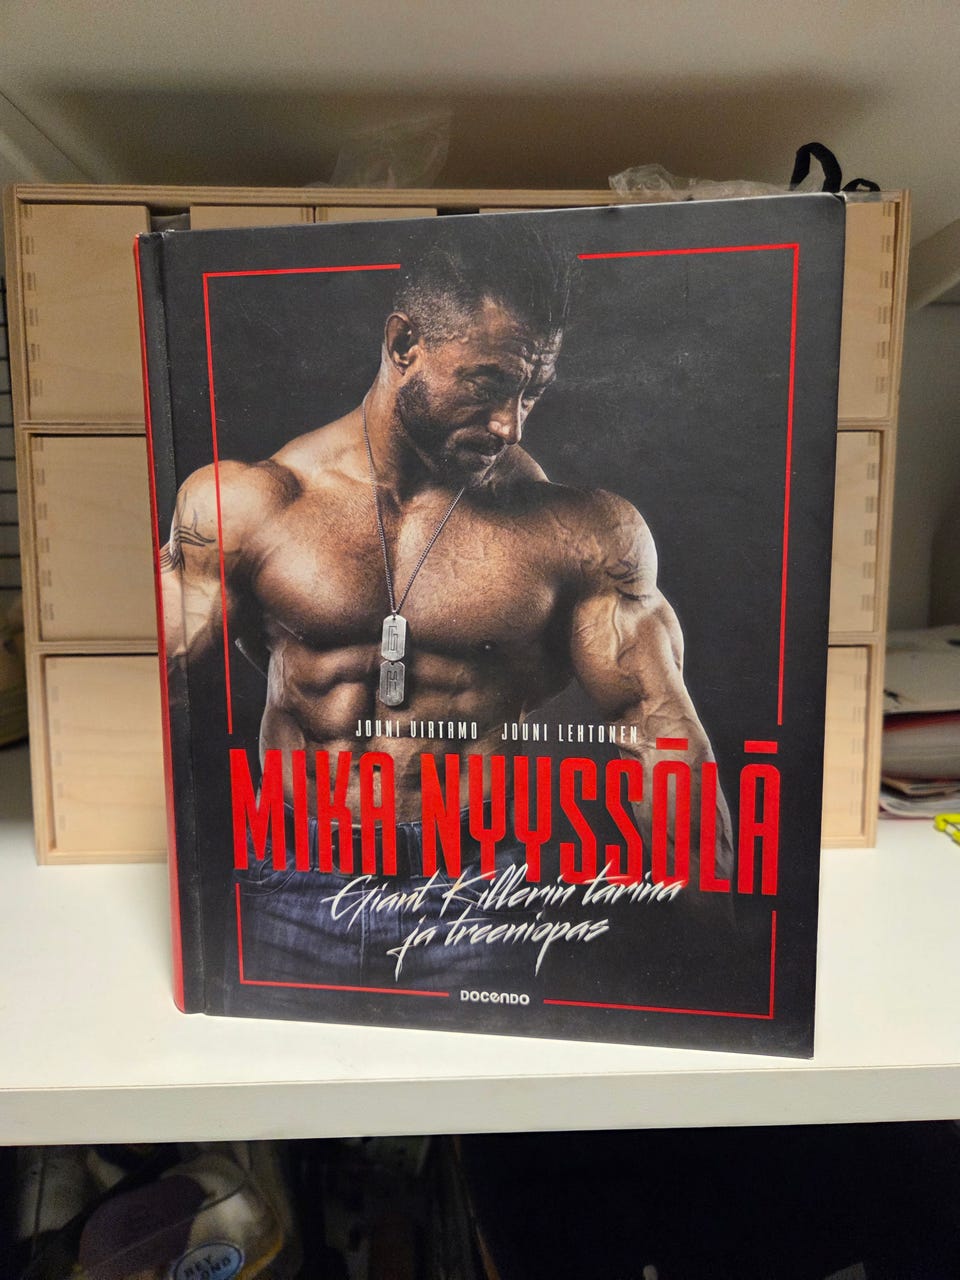 JOUNI VIRTAMO JOUNI LEHTONEN
MIKA NYYSSÖLÄ
Giant Killerin tarina
ja treeniopas
DOCENDO